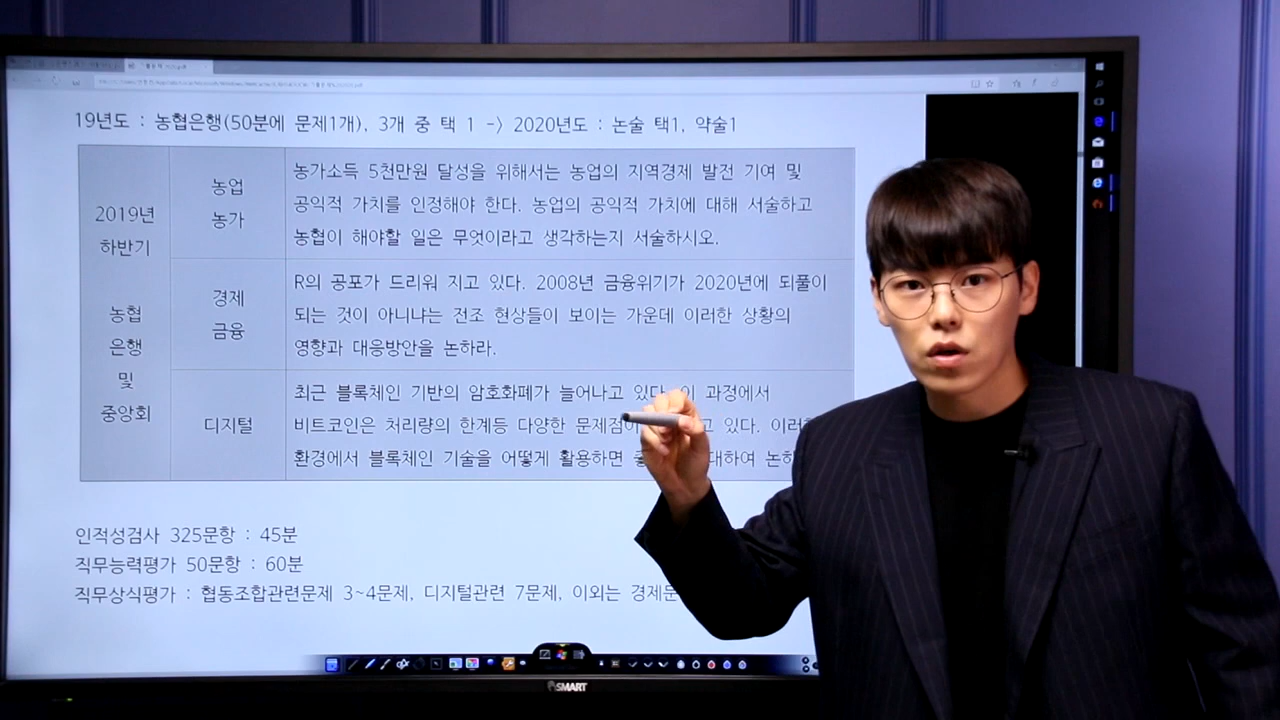 19년도 : 농협은행(50분에 문제1개), 3개 중 택 1 -> 2020년도 : 논술 택1, 약술1
2019년
하반기
농협
은행
및
중앙회
농업
농가
농가소득 5천만원 달성을 위해서는 농업의 지역경제 발전 기여 및
공익적 가치를 인정해야 한다. 농업의 공익적 가치에 대해 서술하고
농협이 해야할 일은 무엇이라고 생각하는지 서술하시오.
경제
금융
R의 공포가 드리워 지고 있다. 2008년 금융위기가 2020년에 되풀이
되는 것이 아니냐는 전조 현상들이 보이는 가운데 이러한 상황의
영향과 대응방안을 논하라.
디지털
최근 블록체인 기반의 암호화폐가 늘어나고 있다. 이 과정에서
비트코인은 처리량의 한계등 다양한 있다.
환경에서 블록체인 기술을 어떻게 활용하면
인적성검사 325문항 : 45분
직무능력평가 50문항 : 60분
직무상식평가 : 협동조합관련문제 3~4문제, 디지털관련 7문제, 이외는
SMART